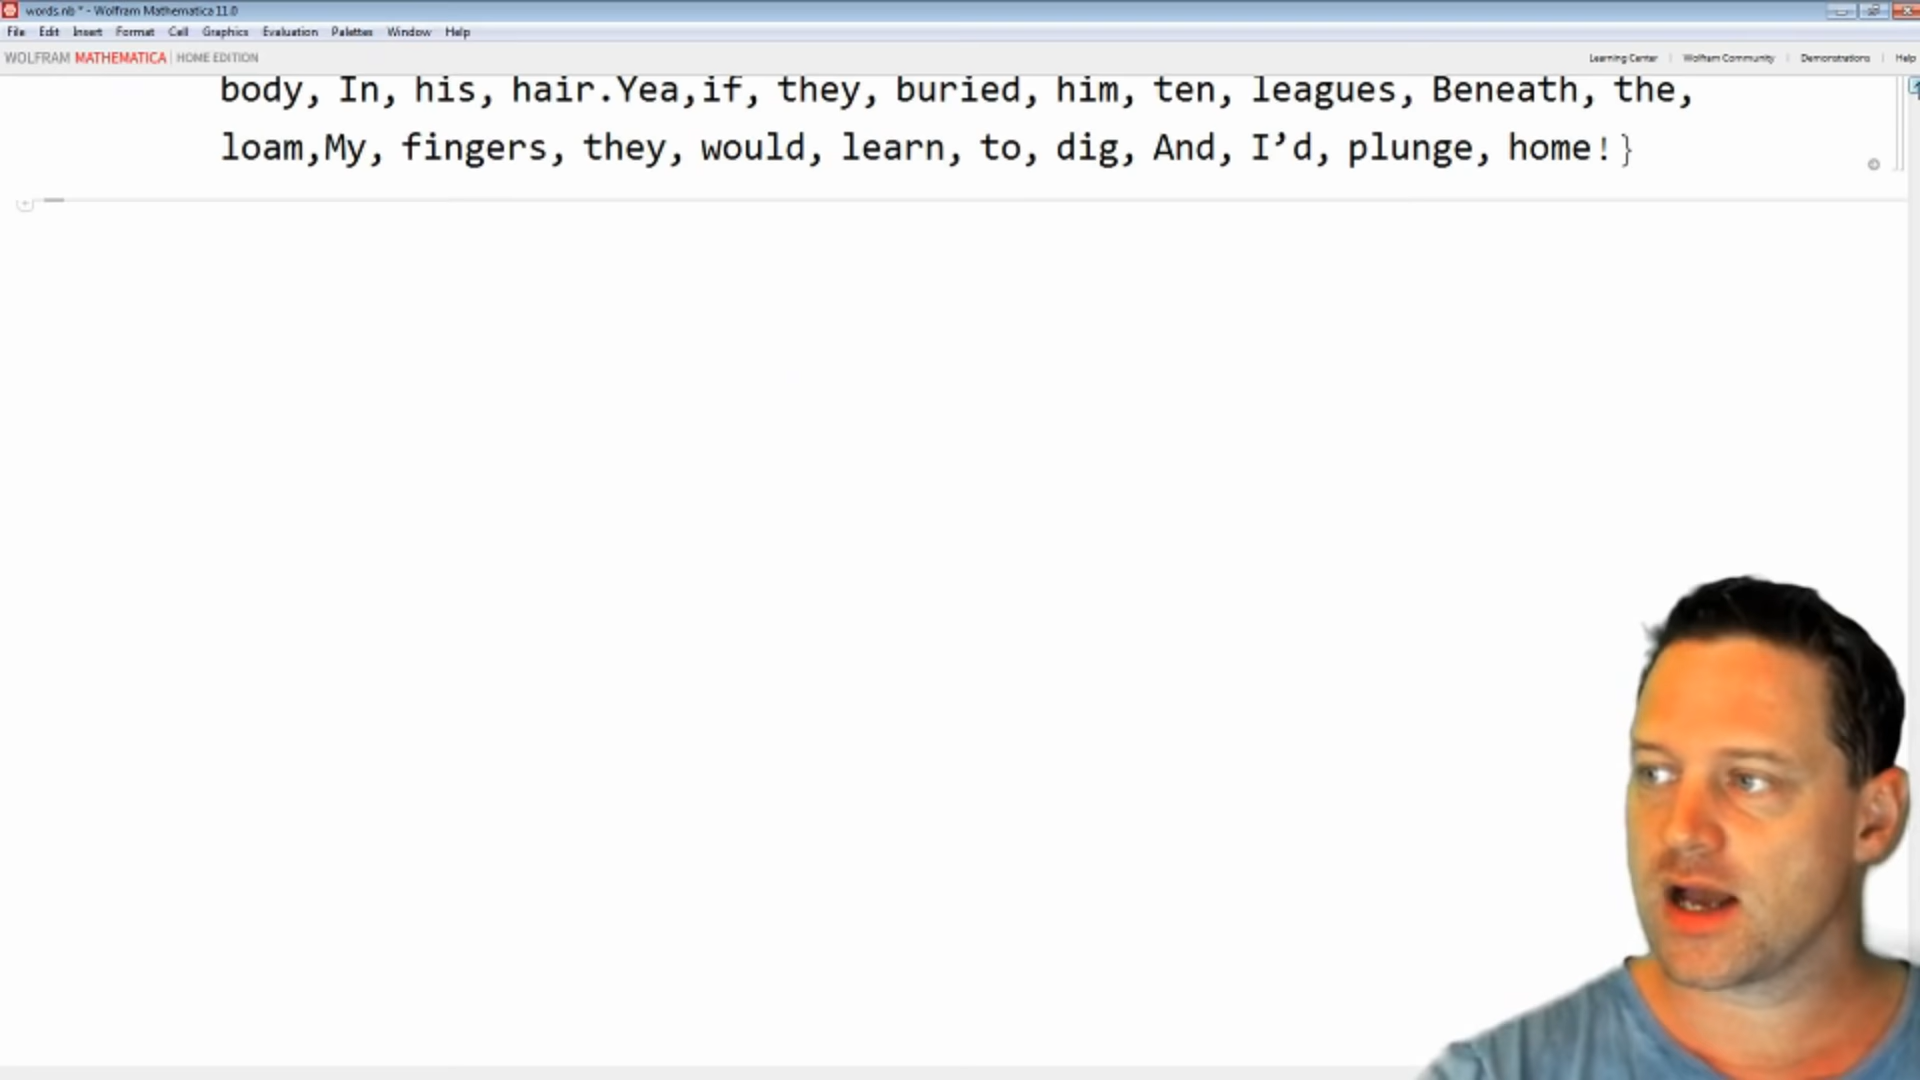 words.nb * - Wolfram Mathematica 11.0
File Edit Insert Format Cell Graphics Evaluation Palettes Window Help
WOLFRAM MATHEMATICA | HOME EDITION Learning Center | Wolfram Community | Demonstrations | Help
body, In, his, hair.Yea,if, they, buried, him, ten, leagues, Beneath, the,
loam,My, fingers, they, would, learn, to, dig, And, I’d, plunge, home!}